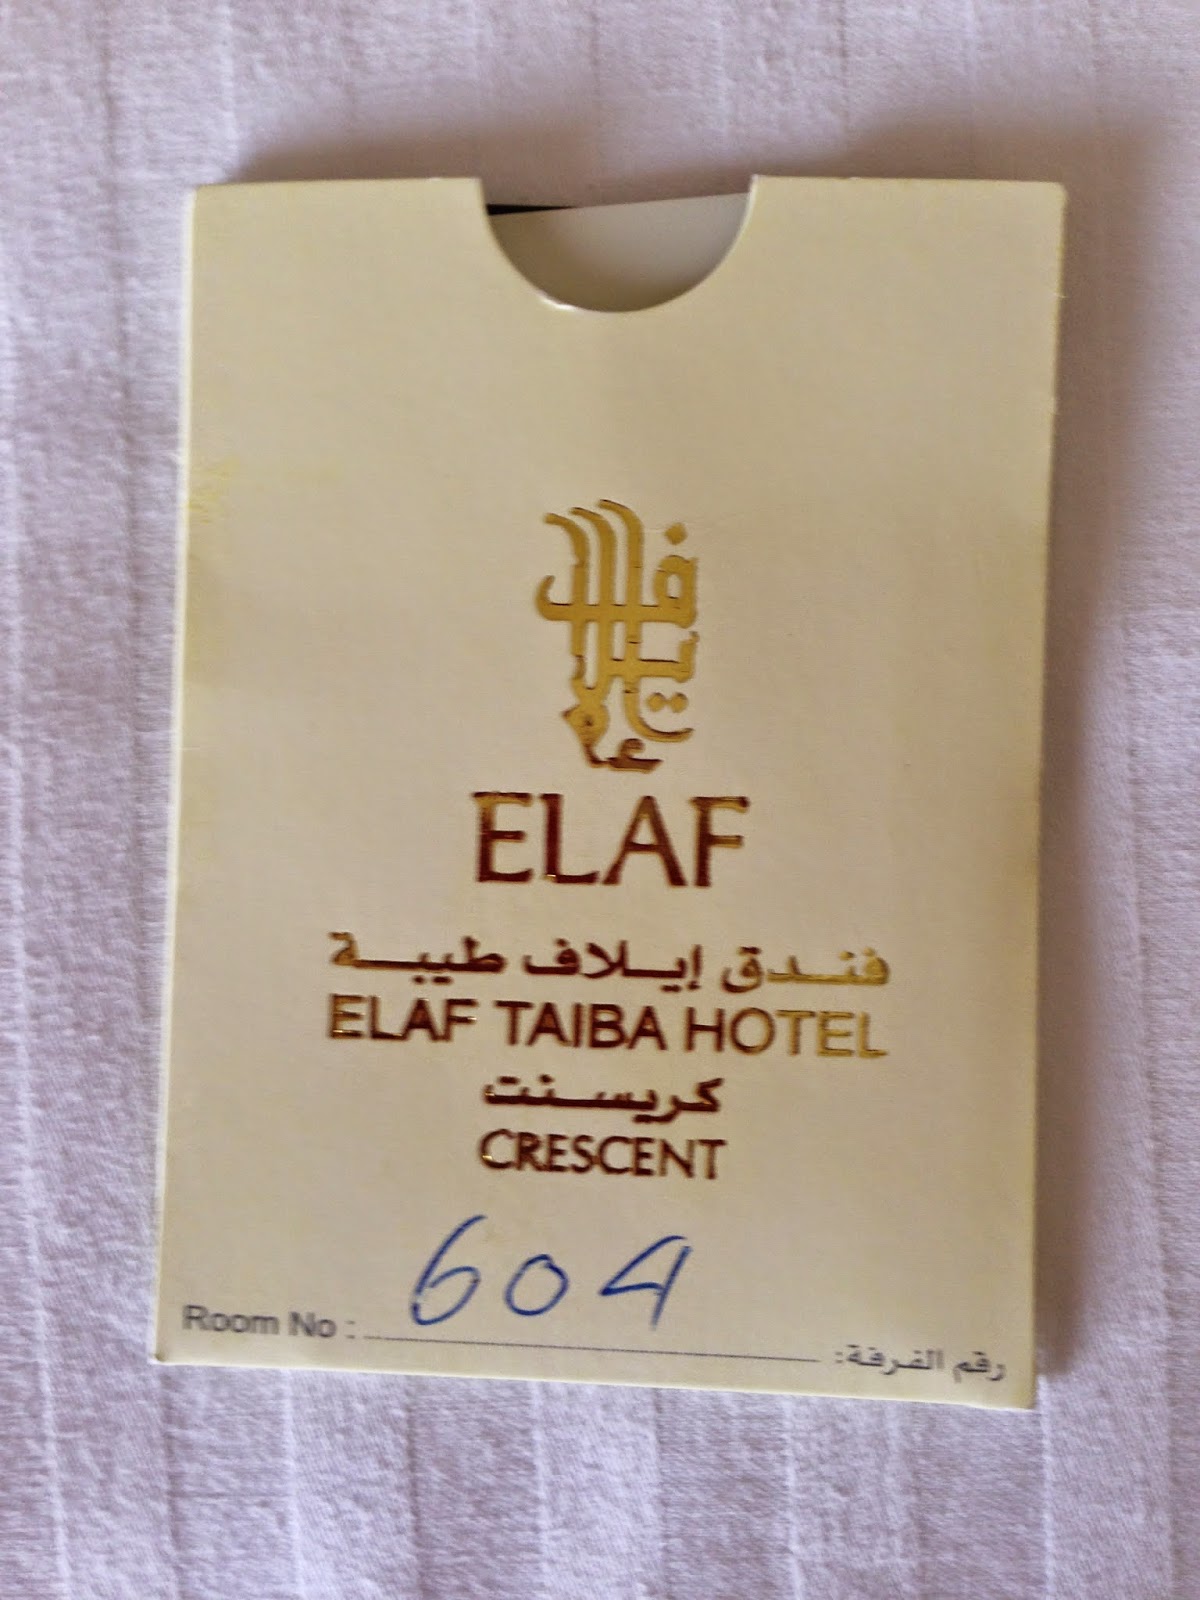 ELAF
فندق إيلاف طيبة
ELAF TAIBA HOTEL
كريسنت
CRESCENT
604
Room No : رقم الغرفة: